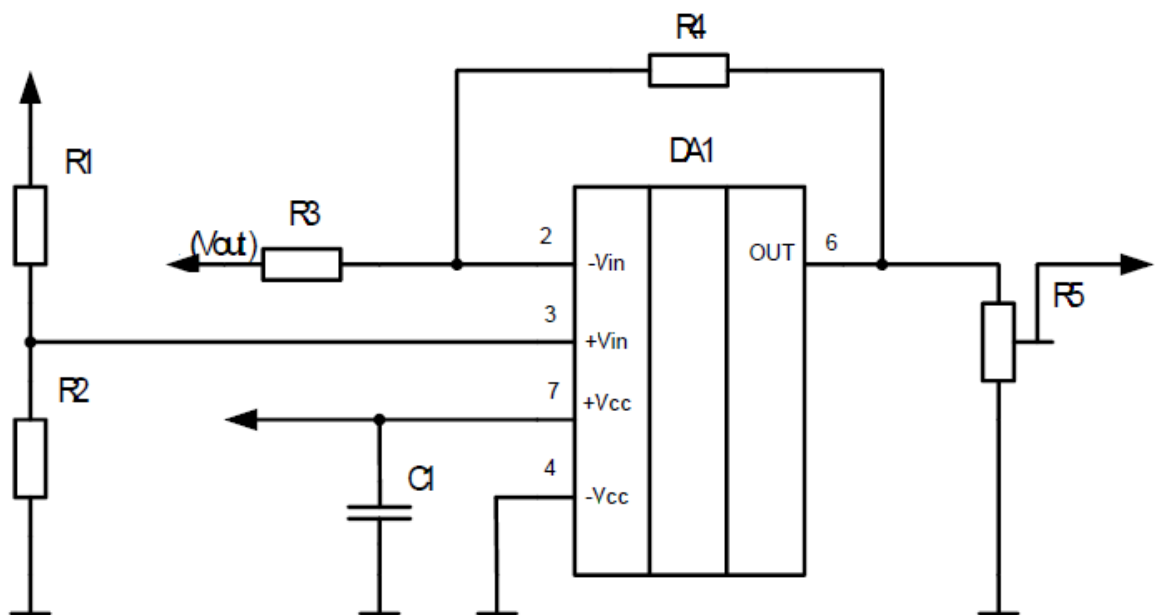 R4
DA1
R1
R3
(Vout)
2
-Vin
OUT
6
R5
3
+Vin
R2
7
+Vcc
C1
4
-Vcc